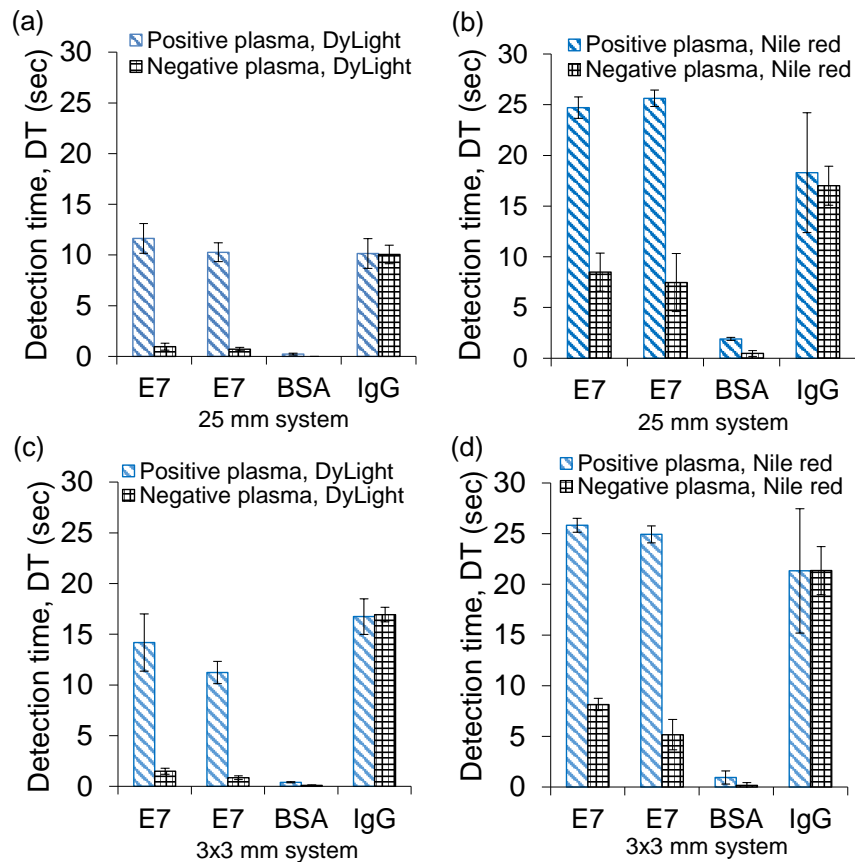 (a)
Positive plasma, DyLight
Negative plasma, DyLight
Detection time, DT (sec)
30
25
20
15
10
5
0
E7 E7 BSA IgG
25 mm system
(b)
Positive plasma, Nile red
Negative plasma, Nile red
Detection time, DT (sec)
30
25
20
15
10
5
0
E7 E7 BSA IgG
25 mm system
(c)
Positive plasma, DyLight
Negative plasma, DyLight
Detection time, DT (sec)
30
25
20
15
10
5
0
E7 E7 BSA IgG
3x3 mm system
(d)
Positive plasma, Nile red
Negative plasma, Nile red
Detection time, DT (sec)
30
25
20
15
10
5
0
E7 E7 BSA IgG
3x3 mm system